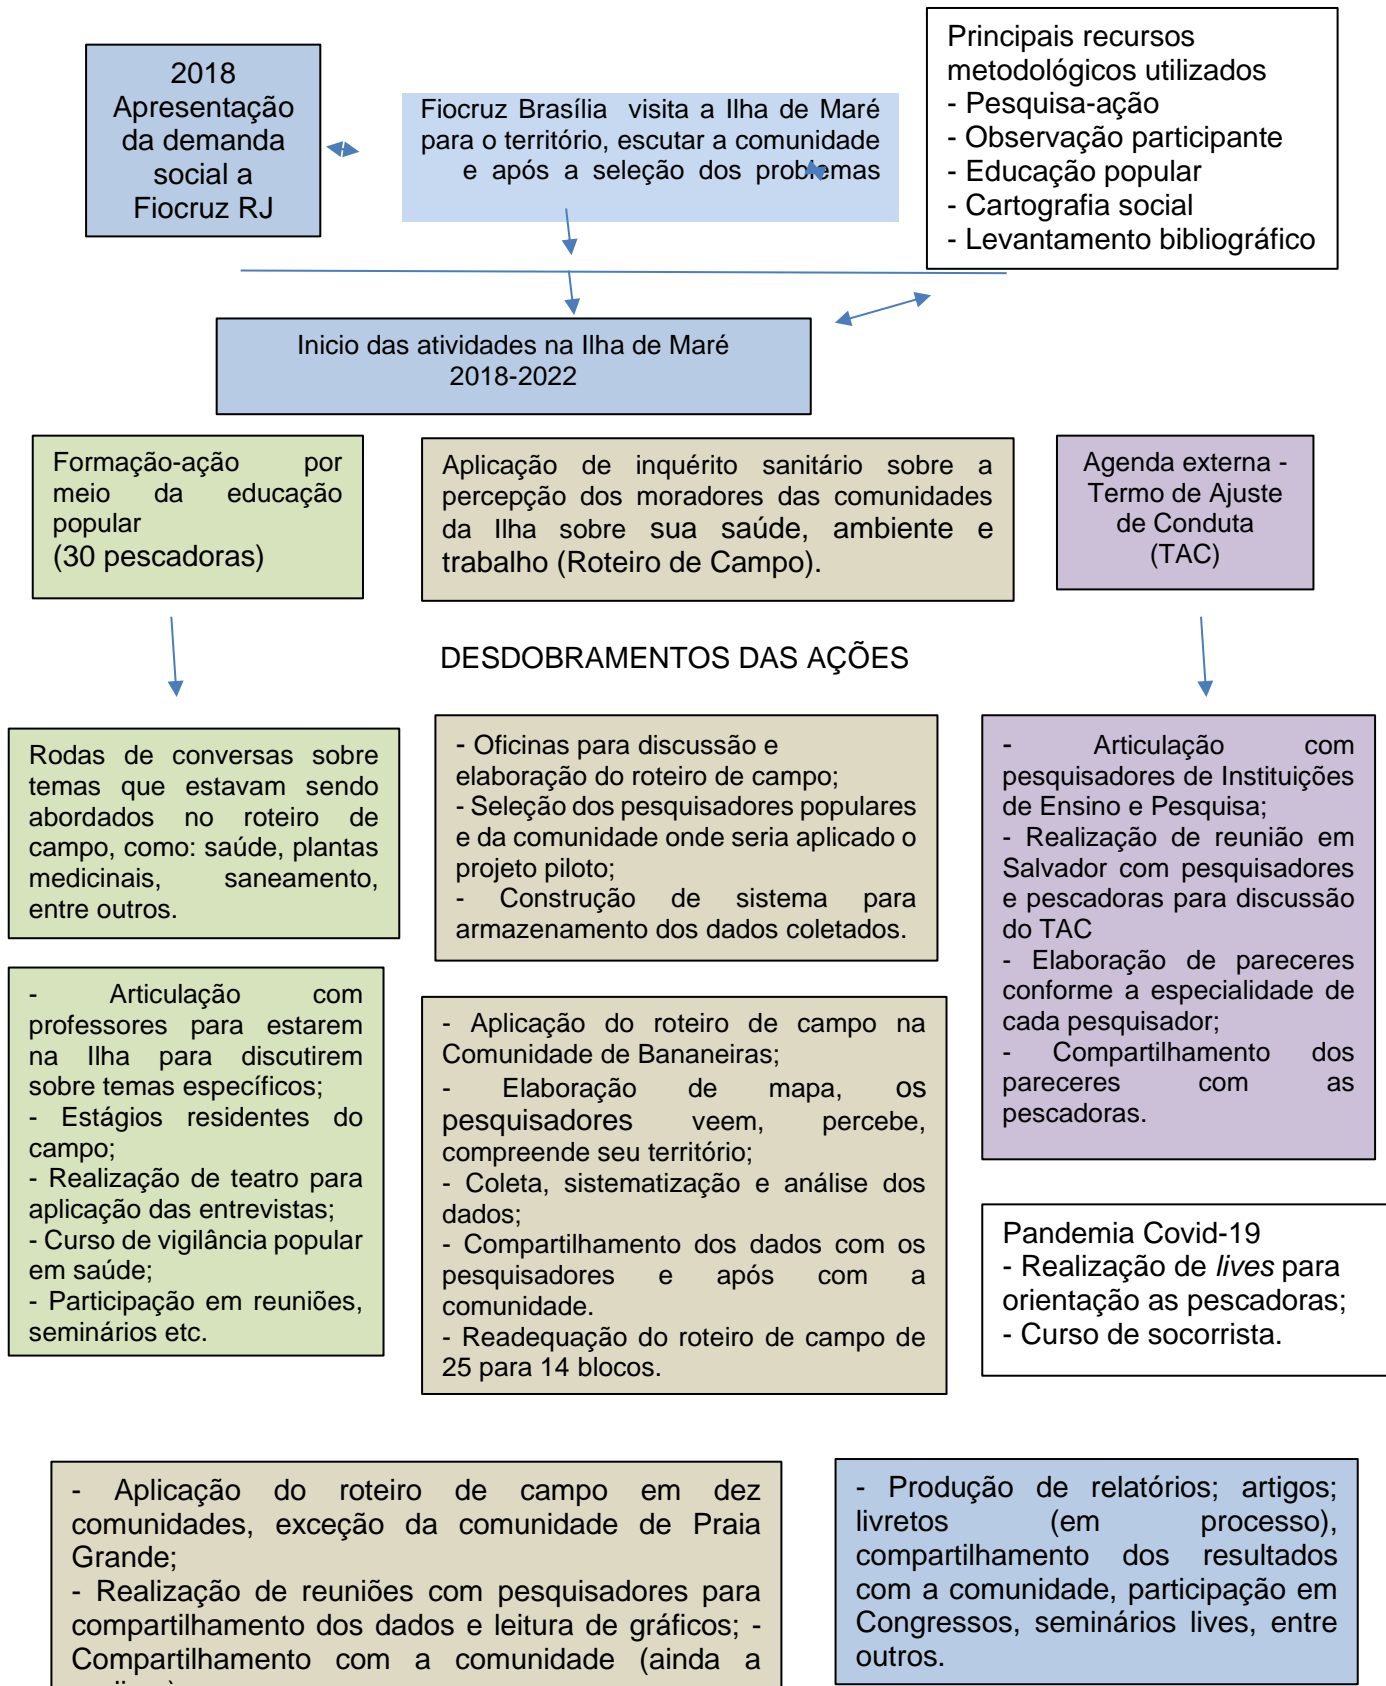 2018
Apresentação
da demanda
social a
Fiocruz RJ
Fiocruz Brasília visita a Ilha de Maré
para o território, escutar a comunidade
e após a seleção dos problemas
Principais recursos
metodológicos utilizados
- Pesquisa-ação
- Observação participante
- Educação popular
- Cartografia social
- Levantamento bibliográfico
Inicio das atividades na Ilha de Maré
2018-2022
Formação-ação por
meio da educação
popular
(30 pescadoras)
Aplicação de inquérito sanitário sobre a
percepção dos moradores das comunidades
da Ilha sobre sua saúde, ambiente e
trabalho (Roteiro de Campo).
Agenda externa -
Termo de Ajuste
de Conduta
(TAC)
DESDOBRAMENTOS DAS AÇÕES
Rodas de conversas sobre
temas que estavam sendo
abordados no roteiro de
campo, como: saúde, plantas
medicinais, saneamento,
entre outros.
- Oficinas para discussão e
elaboração do roteiro de campo;
- Seleção dos pesquisadores populares
e da comunidade onde seria aplicado o
projeto piloto;
- Construção de sistema para
armazenamento dos dados coletados.
- Articulação com
pesquisadores de Instituições
de Ensino e Pesquisa;
- Realização de reunião em
Salvador com pesquisadores
e pescadoras para discussão
do TAC
- Elaboração de pareceres
conforme a especialidade de
cada pesquisador;
- Compartilhamento dos
pareceres com as
pescadoras.
- Articulação com
professores para estarem
na Ilha para discutirem
sobre temas específicos;
- Estágios residentes do
campo;
- Realização de teatro para
aplicação das entrevistas;
- Curso de vigilância popular
em saúde;
- Participação em reuniões,
seminários etc.
- Aplicação do roteiro de campo na
Comunidade de Bananeiras;
- Elaboração de mapa, os
pesquisadores veem, percebe,
compreende seu território;
- Coleta, sistematização e análise dos
dados;
- Compartilhamento dos dados com os
pesquisadores e após com a
comunidade.
- Readequação do roteiro de campo de
25 para 14 blocos.
Pandemia Covid-19
- Realização de lives para
orientação as pescadoras;
- Curso de socorrista.
- Aplicação do roteiro de campo em dez
comunidades, exceção da comunidade de Praia
Grande;
- Realização de reuniões com pesquisadores para
compartilhamento dos dados e leitura de gráficos; -
Compartilhamento com a comunidade (ainda a
- Produção de relatórios; artigos;
livretos (em processo),
compartilhamento dos resultados
com a comunidade, participação em
Congressos, seminários lives, entre
outros.